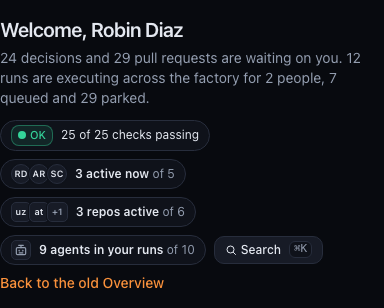 Welcome, Robin Diaz
24 decisions and 29 pull requests are waiting on you. 12
runs are executing across the factory for 2 people, 7
queued and 29 parked.
OK 25 of 25 checks passing
RD AR SC 3 active now of 5
uz at +1 3 repos active of 6
9 agents in your runs of 10 Search ⌘K
Back to the old Overview